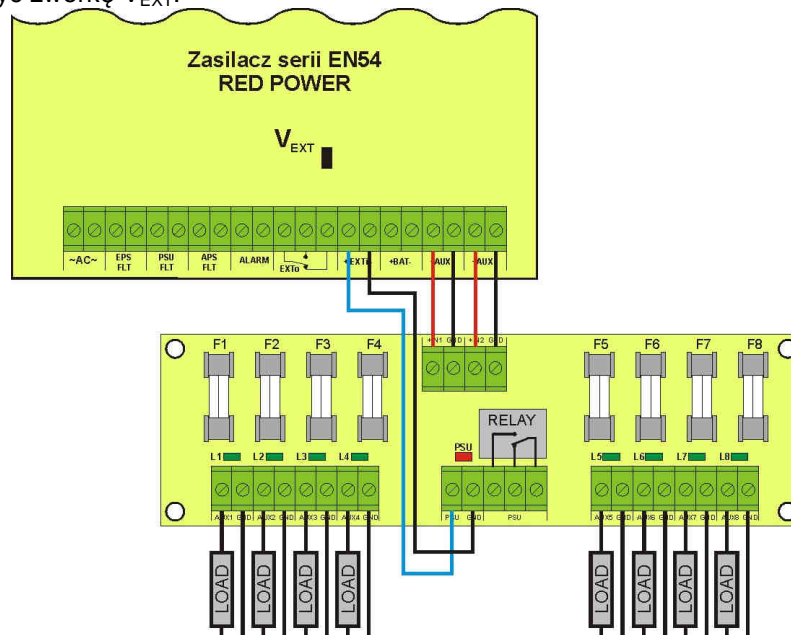 zworkę VEXT.
Zasilacz serii EN54
RED POWER
VEXT
~AC~ EPS FLT PSU FLT APS FLT ALARM EXTo +EXTi- +BAT- AUX AUX
F1 F2 F3 F4 +IN1 GND +IN2 GND F5 F6 F7 F8
RELAY
PSU
L1 L2 L3 L4 L5 L6 L7 L8
AUX1 GND AUX2 GND AUX3 GND AUX4 GND PSU GND PSU AUX5 GND AUX6 GND AUX7 GND AUX8 GND
LOAD LOAD LOAD LOAD LOAD LOAD LOAD LOAD